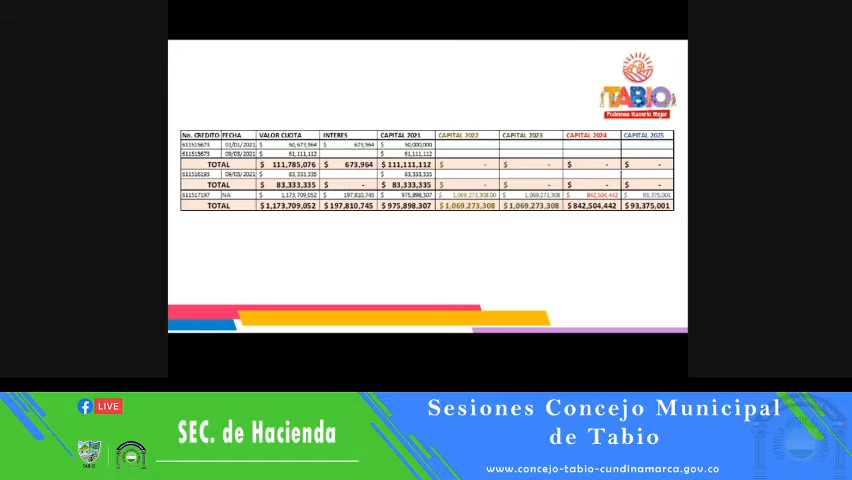 TABIO
Podemos Hacerlo Mejor
No. CREDITO FECHA VALOR CUOTA INTERES CAPITAL 2021 CAPITAL 2022 CAPITAL 2023 CAPITAL 2024 CAPITAL 2025
611515673 01/01/2021 $ 50,673,964 $ 673,964 $ 50,000,000
611515673 09/03/2021 $ 61,111,112 $ 61,111,112
TOTAL $ 111,785,076 $ 673,964 $ 111,111,112 $ - $ - $ - $ -
611516193 09/03/2021 $ 83,333,335 $ 83,333,335
TOTAL $ 83,333,335 $ - $ 83,333,335 $ - $ - $ - $ -
611517197 NA $ 1,173,709,052 $ 197,810,745 $ 975,898,307 $ 1,069,273,308.00 $ 1,069,273,308 $ 842,504,442 $ 93,375,001
TOTAL $ 1,173,709,052 $ 197,810,745 $ 975,898,307 $ 1,069,273,308 $ 1,069,273,308 $ 842,504,442 $ 93,375,001
LIVE
SEC. de Hacienda
TABIO
Sesiones Concejo Municipal
de Tabio
www.concejo-tabio-cundinamarca.gov.co